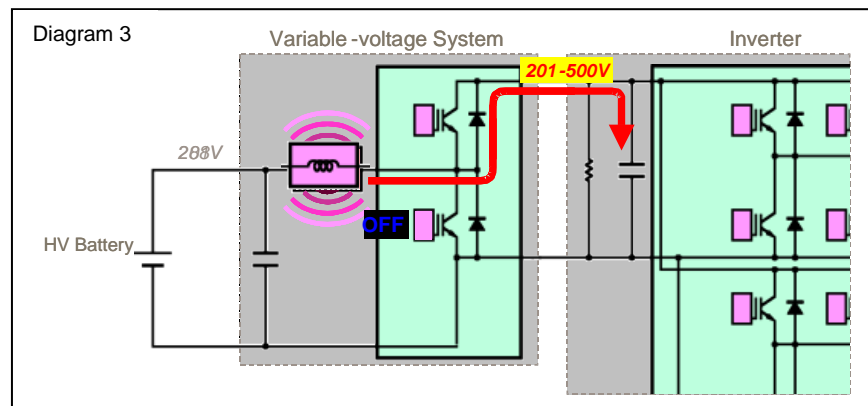 Diagram 3
Variable -voltage System
Inverter
201-500V
OFF
HV Battery